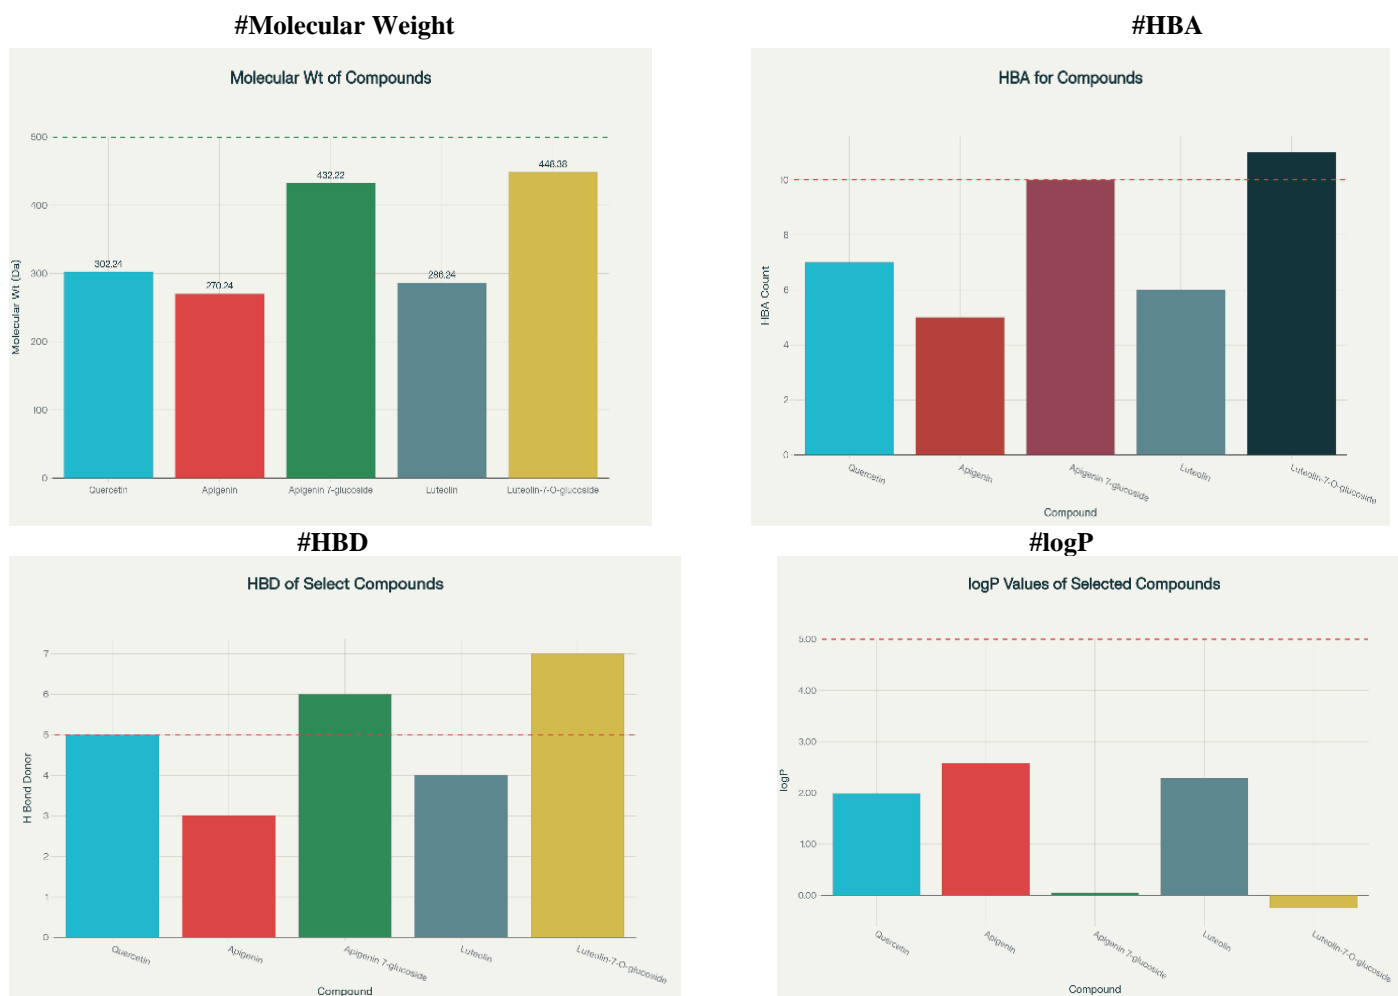 #Molecular Weight
Molecular Wt of Compounds
Molecular Wt (Da)
500
400
300
200
100
0
302.24
270.24
432.22
286.24
448.38
Quercetin
Apigenin
Apigenin 7-glucoside
Luteolin
Luteolin-7-O-glucoside
#HBA
HBA for Compounds
HBA Count
10
8
6
4
2
0
Quercetin
Apigenin
Apigenin 7-glucoside
Luteolin
Luteolin-7-O-glucoside
Compound
#HBD
HBD of Select Compounds
H Bond Donor
7
6
5
4
3
2
1
0
Quercetin
Apigenin
Apigenin 7-glucoside
Luteolin
Luteolin-7-O-glucoside
Compound
#logP
logP Values of Selected Compounds
logP
5.00
4.00
3.00
2.00
1.00
0.00
Quercetin
Apigenin
Apigenin 7-glucoside
Luteolin
Luteolin-7-O-glucoside
Compound